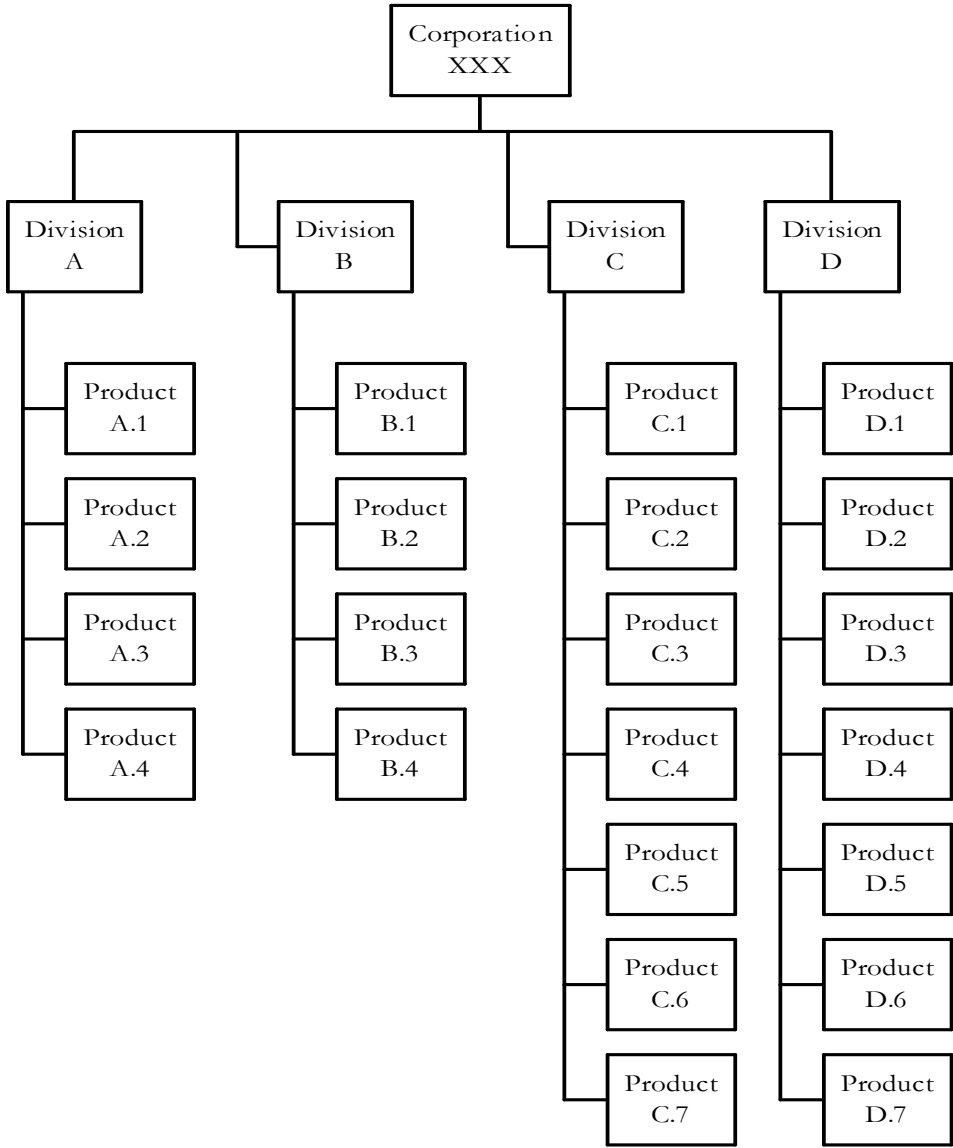 Corporation
XXX
Division
A
Division
B
Division
C
Division
D
Product
A.1
Product
B.1
Product
C.1
Product
D.1
Product
A.2
Product
B.2
Product
C.2
Product
D.2
Product
A.3
Product
B.3
Product
C.3
Product
D.3
Product
A.4
Product
B.4
Product
C.4
Product
D.4
Product
C.5
Product
D.5
Product
C.6
Product
D.6
Product
C.7
Product
D.7